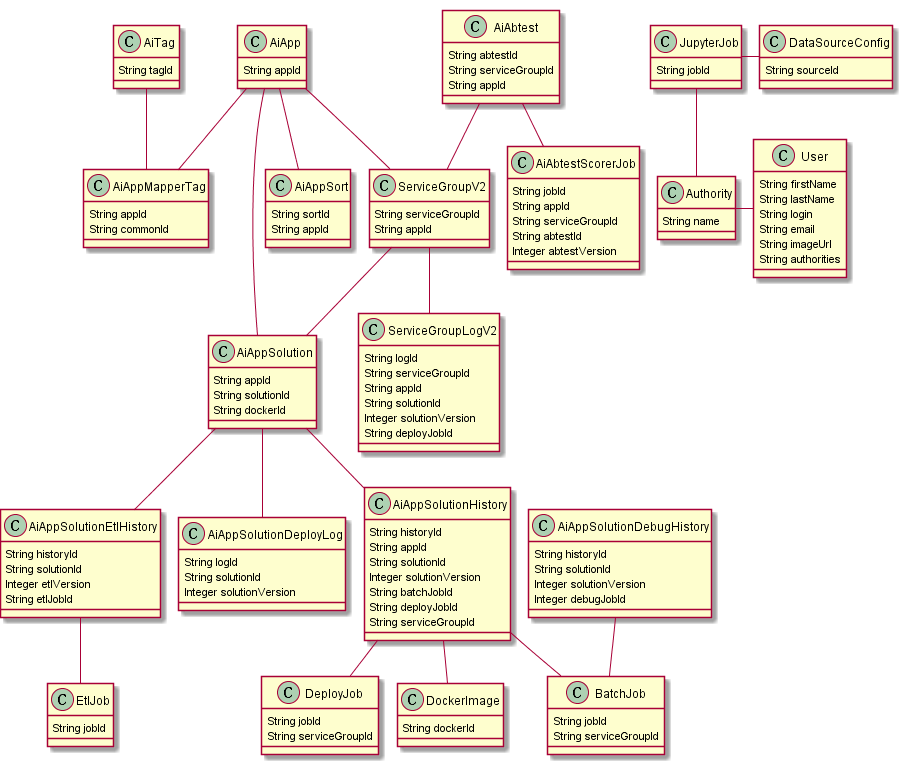 C AiTag
String tagId
C AiApp
String appId
C AiAbtest
String abtestId
String serviceGroupId
String appId
C JupyterJob
String jobId
C DataSourceConfig
String sourceId
C AiAppMapperTag
String appId
String commonId
C AiAppSort
String sortId
String appId
C ServiceGroupV2
String serviceGroupId
String appId
C AiAbtestScorerJob
String jobId
String appId
String serviceGroupId
String abtestId
Integer abtestVersion
C Authority
String name
C User
String firstName
String lastName
String login
String email
String imageUrl
String authorities
C AiAppSolution
String appId
String solutionId
String dockerId
C ServiceGroupLogV2
String logId
String serviceGroupId
String appId
String solutionId
Integer solutionVersion
String deployJobId
C AiAppSolutionEtlHistory
String historyId
String solutionId
Integer etlVersion
String etlJobId
C AiAppSolutionDeployLog
String logId
String solutionId
Integer solutionVersion
C AiAppSolutionHistory
String historyId
String appId
String solutionId
Integer solutionVersion
String batchJobId
String deployJobId
String serviceGroupId
C AiAppSolutionDebugHistory
String historyId
String solutionId
Integer solutionVersion
Integer debugJobId
C EtlJob
String jobId
C DeployJob
String jobId
String serviceGroupId
C DockerImage
String dockerId
C BatchJob
String jobId
String serviceGroupId